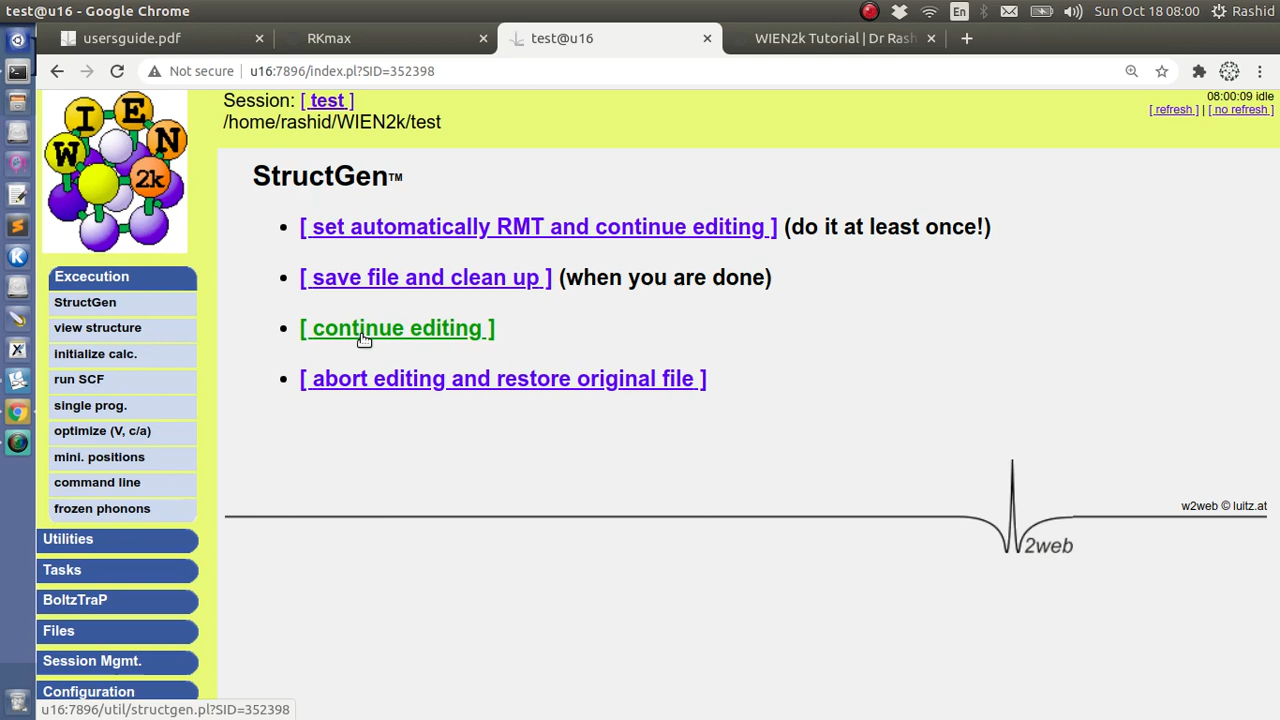 test@u16 - Google Chrome
En
Sun Oct 18 08:00
Rashid
usersguide.pdf
RKmax
test@u16
WIEN2k Tutorial | Dr Rash
Not secure
u16:7896/index.pl?SID=352398
W I E N 2k
Session: [ test ]
/home/rashid/WIEN2k/test
08:00:09 idle
[ refresh ] | [ no refresh ]
StructGen™
• [ set automatically RMT and continue editing ] (do it at least once!)
• [ save file and clean up ] (when you are done)
• [ continue editing ]
• [ abort editing and restore original file ]
w2web © luitz.at
2web
Excecution
StructGen
view structure
initialize calc.
run SCF
single prog.
optimize (V, c/a)
mini. positions
command line
frozen phonons
Utilities
Tasks
BoltzTraP
Files
Session Mgmt.
Configuration
u16:7896/util/structgen.pl?SID=352398